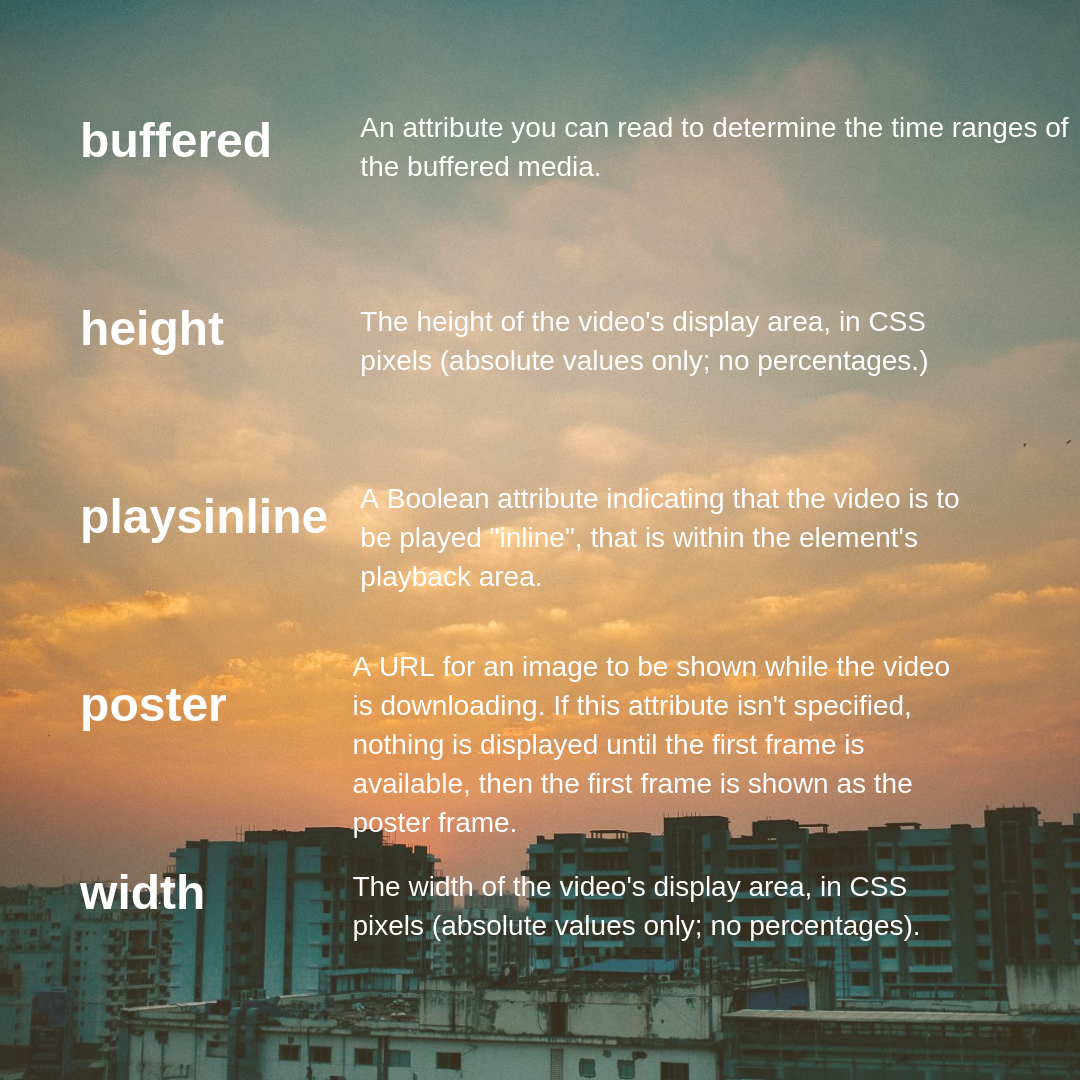 buffered
An attribute you can read to determine the time ranges of
the buffered media.
height
The height of the video's display area, in CSS
pixels (absolute values only; no percentages.)
playsinline
A Boolean attribute indicating that the video is to
be played "inline", that is within the element's
playback area.
poster
A URL for an image to be shown while the video
is downloading. If this attribute isn't specified,
nothing is displayed until the first frame is
available, then the first frame is shown as the
poster frame.
width
The width of the video's display area, in CSS
pixels (absolute values only; no percentages).